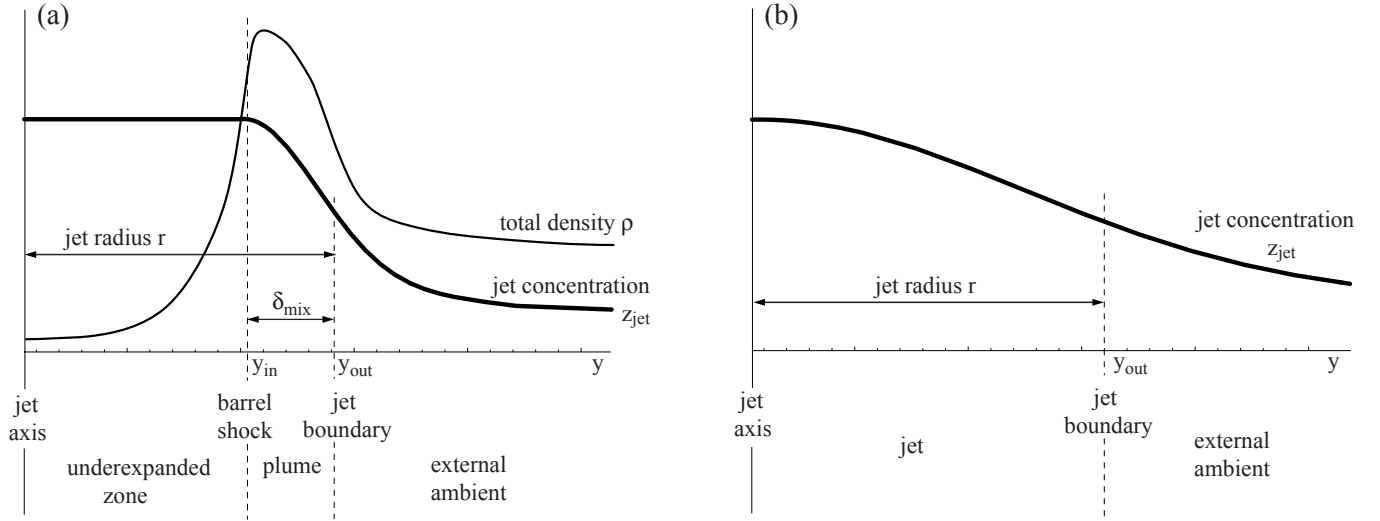 (a)
total density ρ
jet radius r
jet concentration
z_jet
δ_mix
y_in
y_out
y
jet
axis
barrel
shock
jet
boundary
underexpanded
zone
plume
external
ambient
(b)
jet concentration
z_jet
jet radius r
y_out
y
jet
axis
jet
boundary
jet
external
ambient